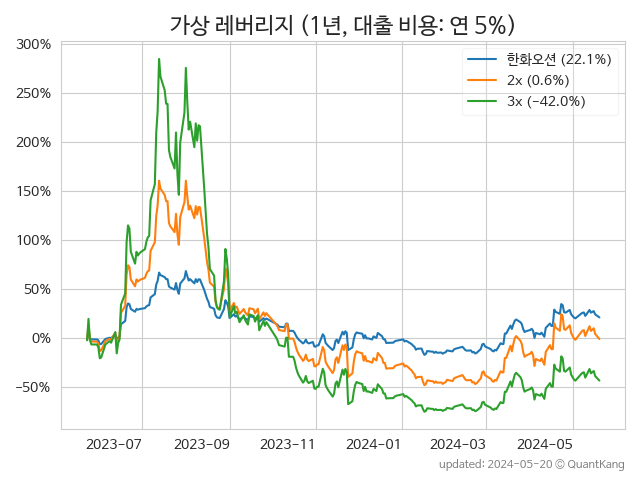 가상 레버리지 (1년, 대출 비용: 연 5%)
300%
250%
200%
150%
100%
50%
0%
−50%
한화오션 (22.1%)
2x (0.6%)
3x (−42.0%)
2023-07
2023-09
2023-11
2024-01
2024-03
2024-05
updated: 2024-05-20 © QuantKang